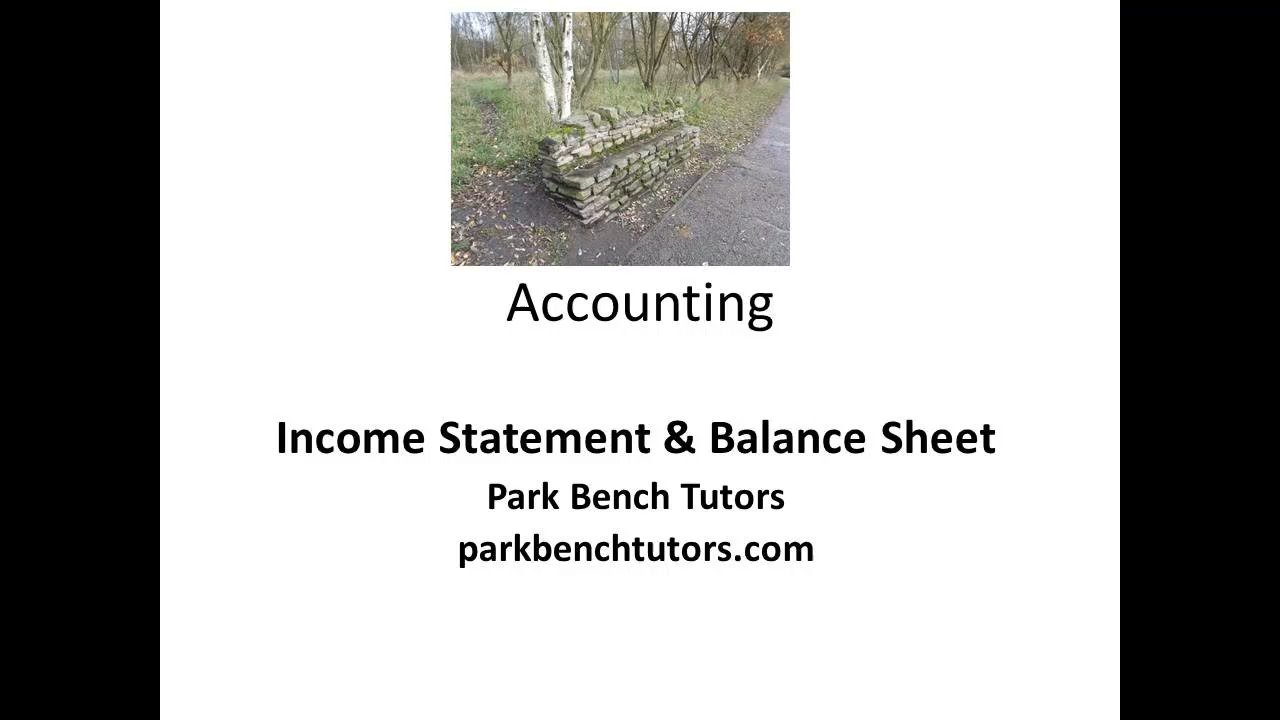 Accounting
Income Statement & Balance Sheet
Park Bench Tutors
parkbenchtutors.com